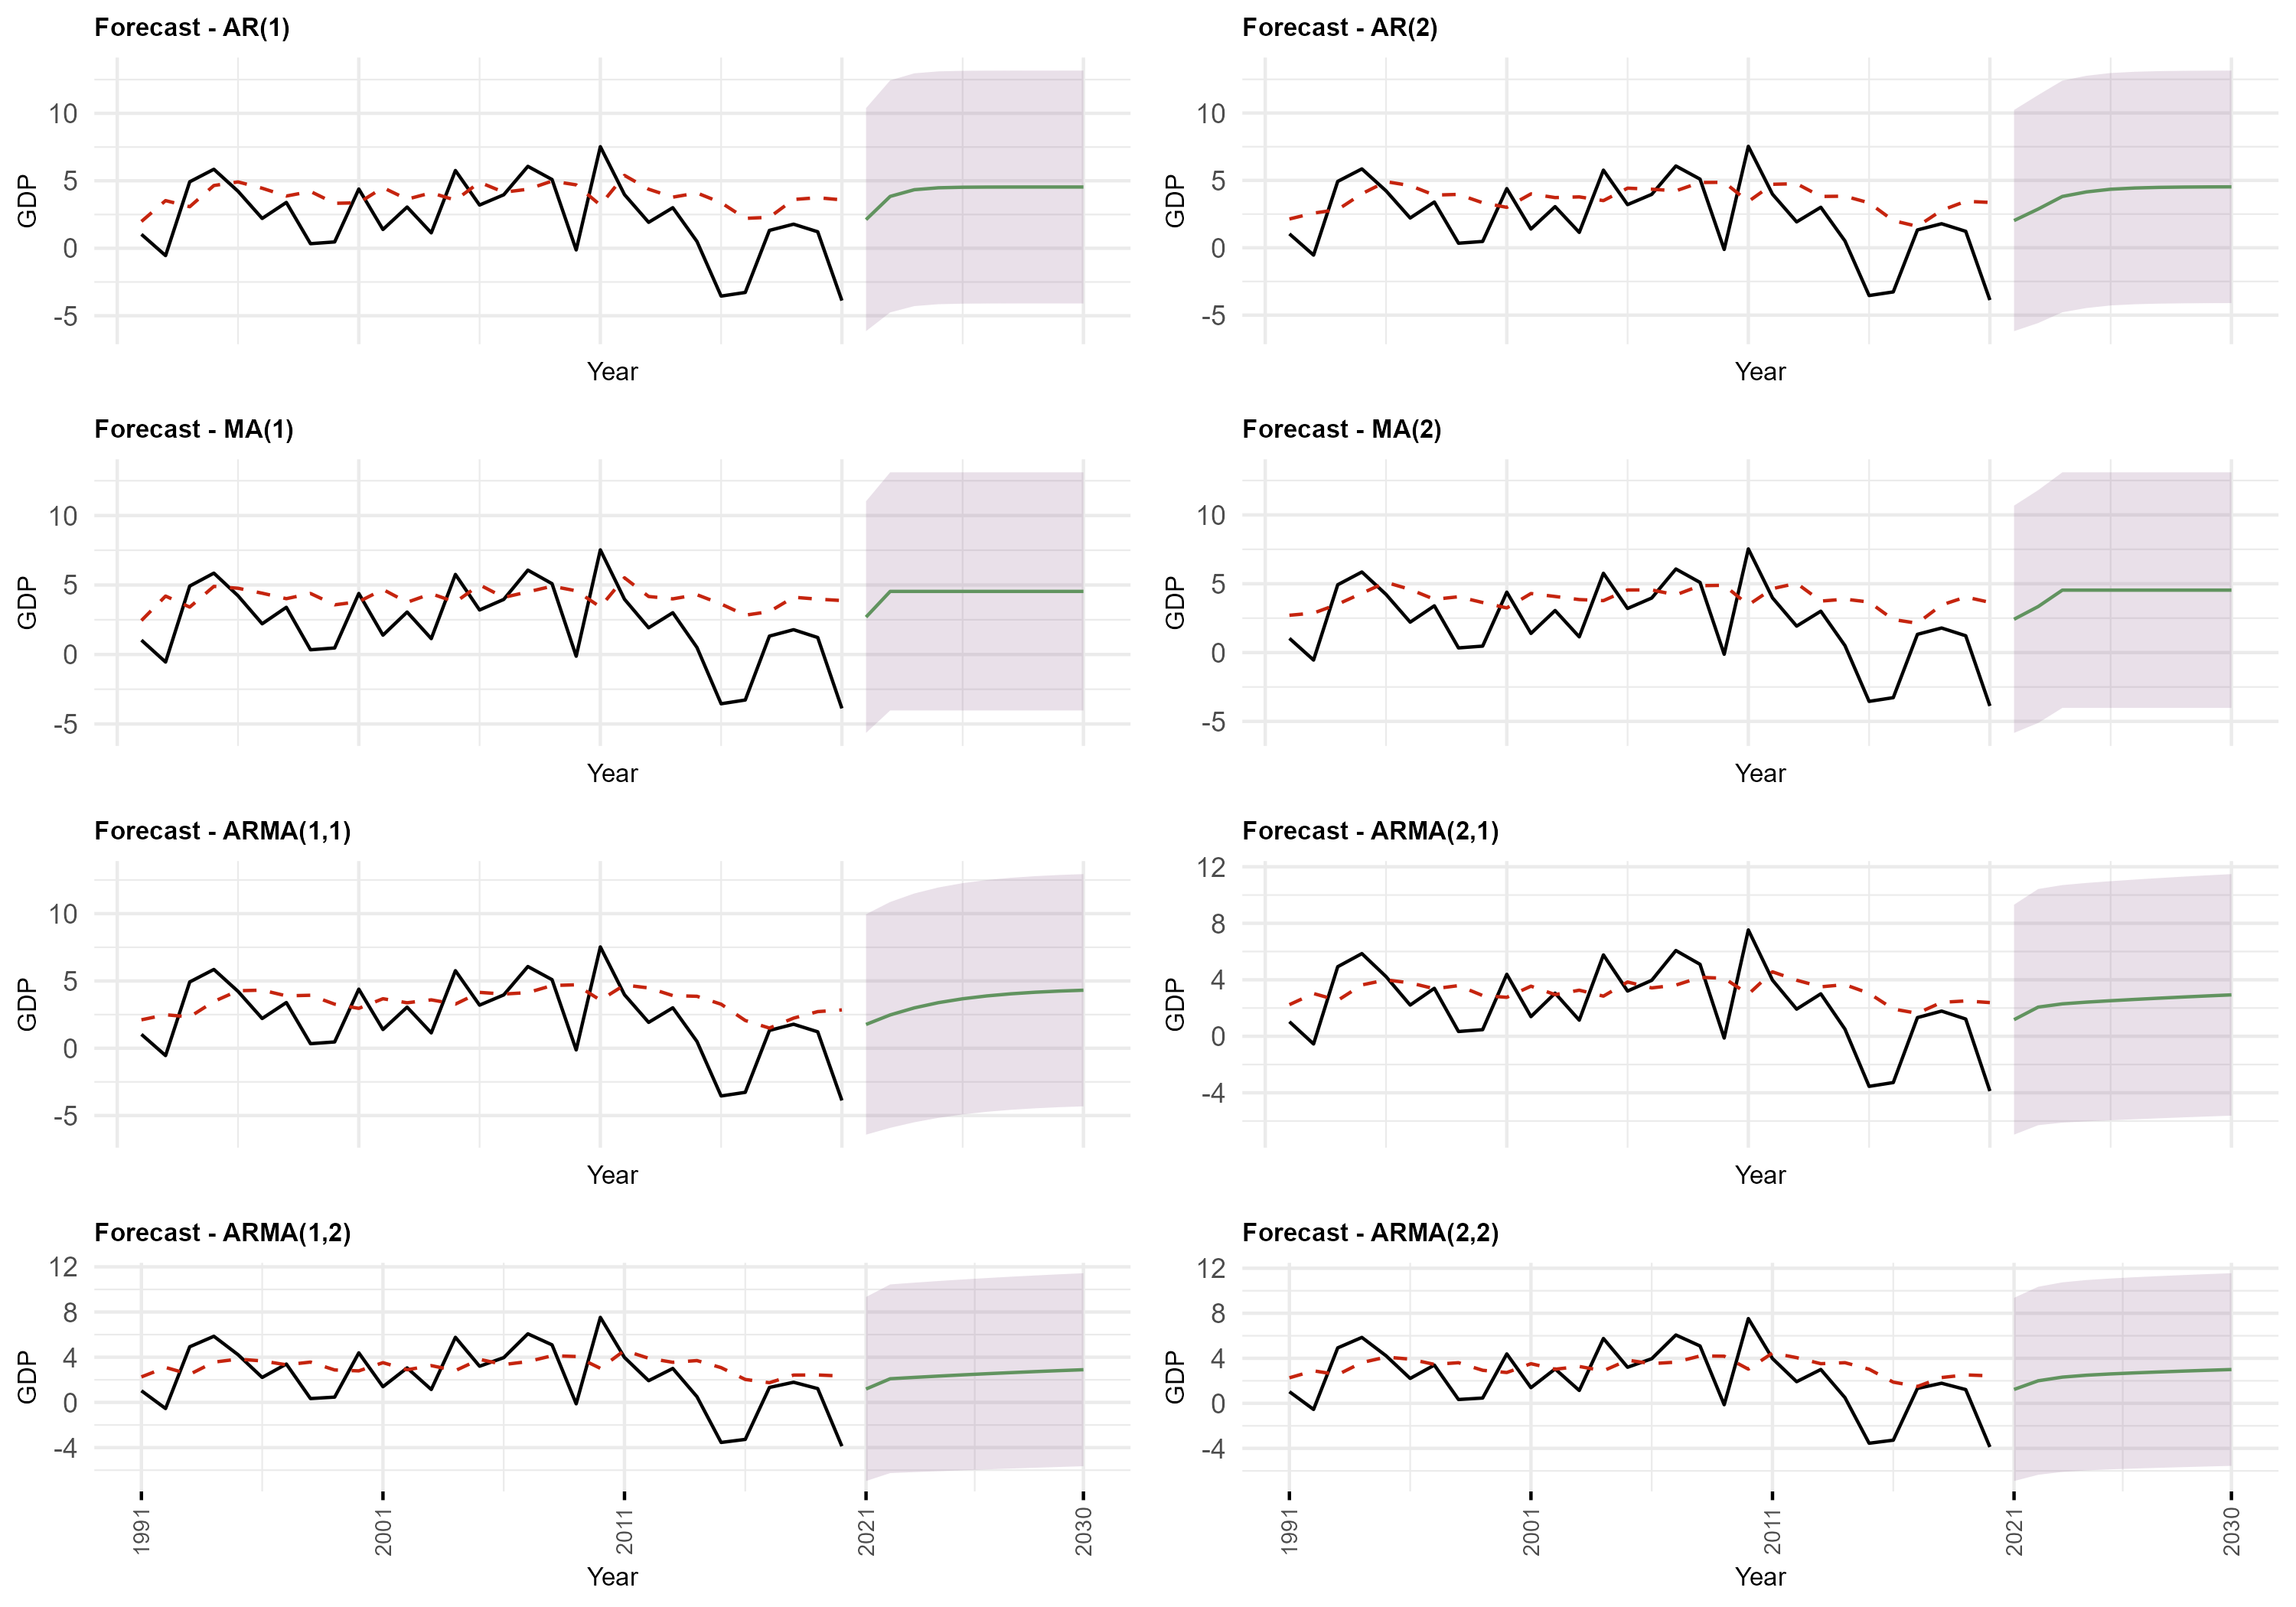 Forecast - AR(1)
10
5
0
-5
GDP
Year
Forecast - AR(2)
10
5
0
-5
GDP
Year
Forecast - MA(1)
10
5
0
-5
GDP
Year
Forecast - MA(2)
10
5
0
-5
GDP
Year
Forecast - ARMA(1,1)
10
5
0
-5
GDP
Year
Forecast - ARMA(2,1)
12
8
4
0
-4
GDP
Year
Forecast - ARMA(1,2)
12
8
4
0
-4
GDP
1991 2001 2011 2021 2030
Year
Forecast - ARMA(2,2)
12
8
4
0
-4
GDP
1991 2001 2011 2021 2030
Year